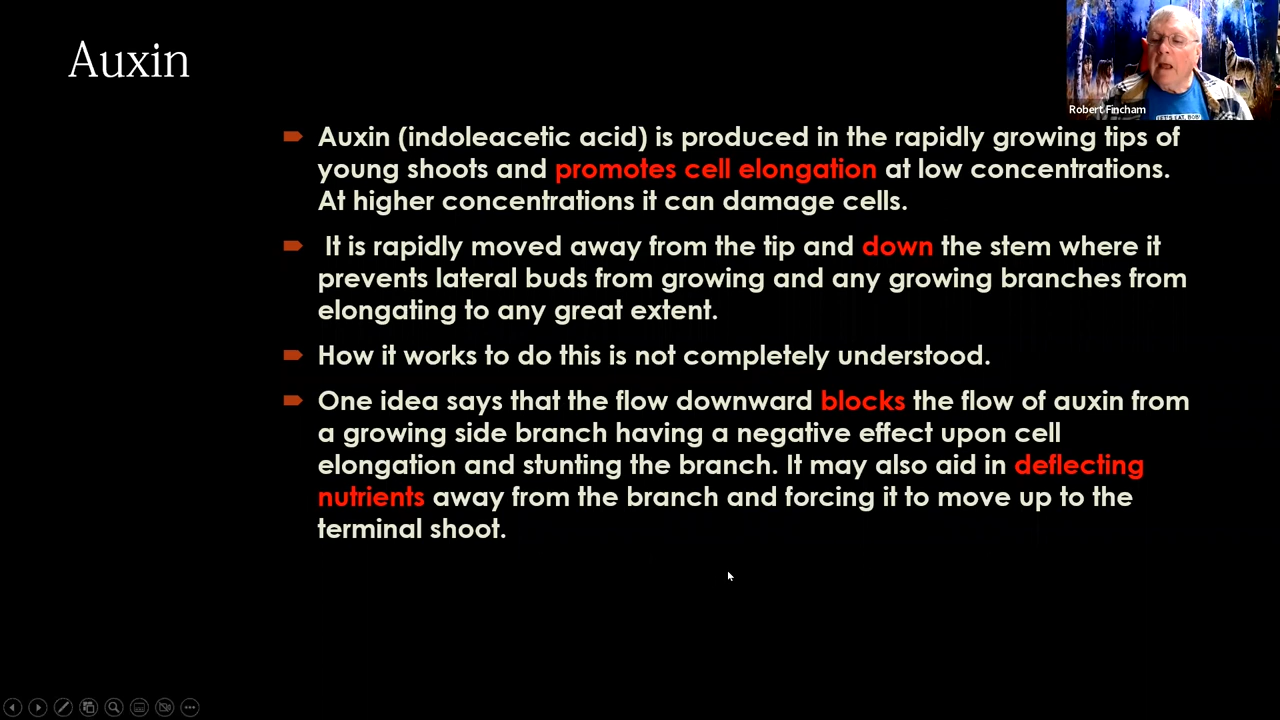 Auxin
Robert Fincham
Auxin (indoleacetic acid) is produced in the rapidly growing tips of
young shoots and promotes cell elongation at low concentrations.
At higher concentrations it can damage cells.
It is rapidly moved away from the tip and down the stem where it
prevents lateral buds from growing and any growing branches from
elongating to any great extent.
How it works to do this is not completely understood.
One idea says that the flow downward blocks the flow of auxin from
a growing side branch having a negative effect upon cell
elongation and stunting the branch. It may also aid in deflecting
nutrients away from the branch and forcing it to move up to the
terminal shoot.